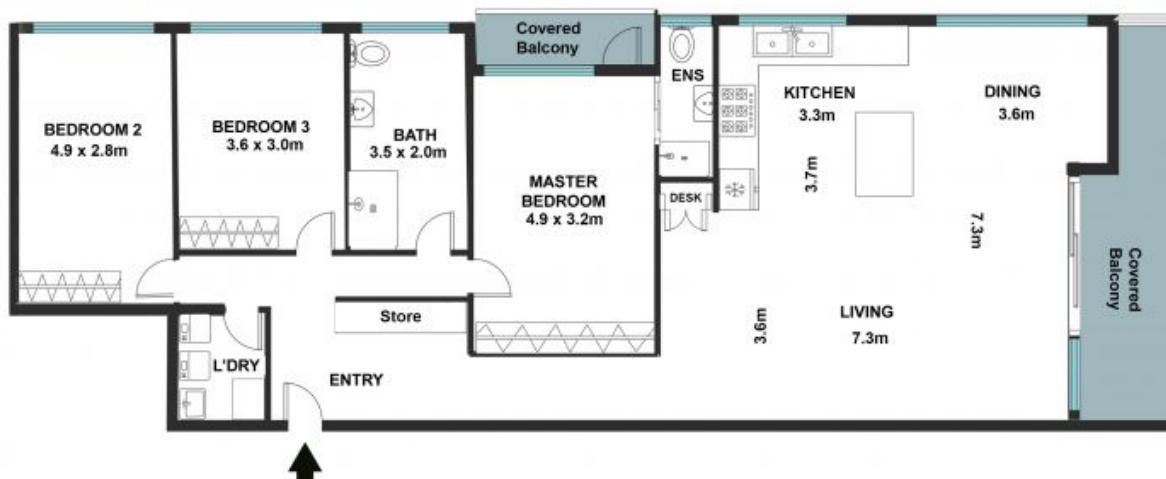 BEDROOM 2
4.9 x 2.8m
BEDROOM 3
3.6 x 3.0m
BATH
3.5 x 2.0m
Covered
Balcony
MASTER
BEDROOM
4.9 x 3.2m
ENS
DESK
KITCHEN
3.3m
3.7m
DINING
3.6m
7.3m
LIVING
7.3m
3.6m
Covered
Balcony
Store
L'DRY
ENTRY